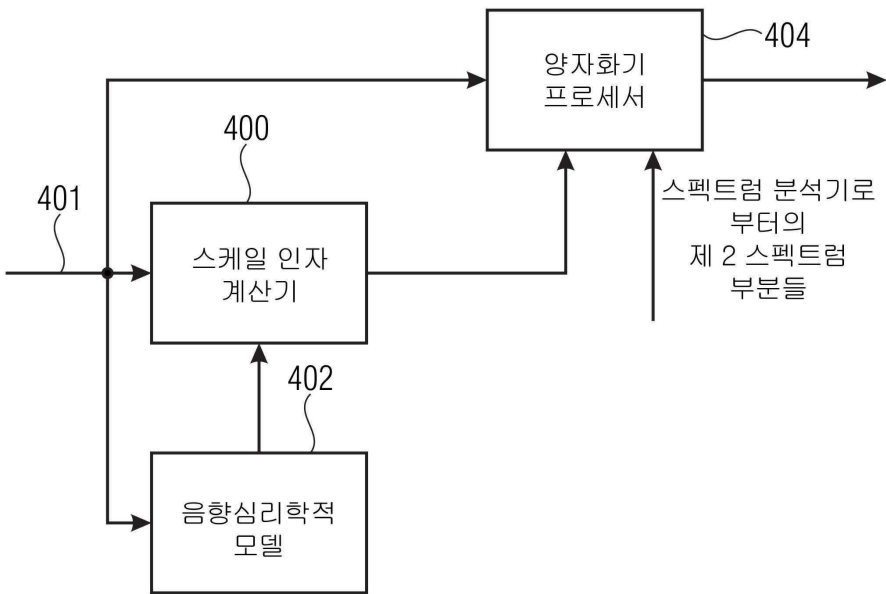 404
양자화기
프로세서
400
401
스케일 인자
계산기
스펙트럼 분석기로
부터의
제 2 스펙트럼
부분들
402
음향심리학적
모델